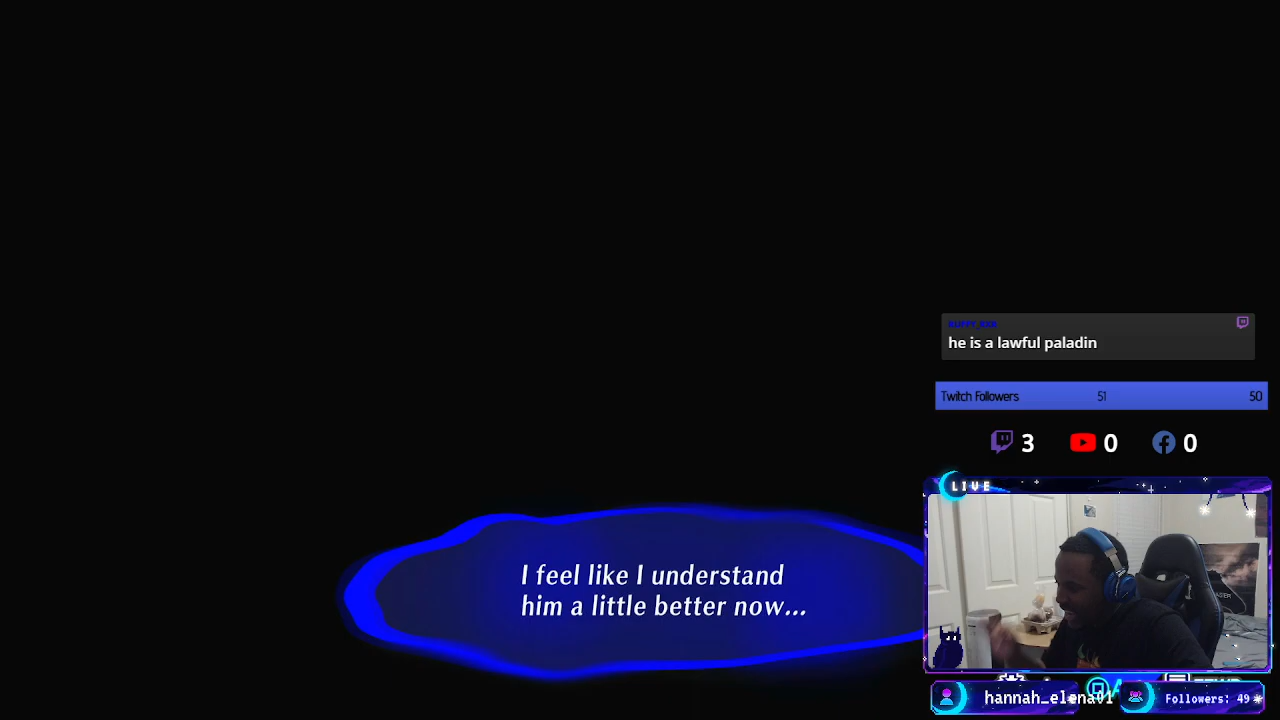 he is a lawful paladin
Twitch Followers 51 50
3 0 0
LIVE
I feel like I understand
him a little better now...
hannah_elena01
Followers: 49